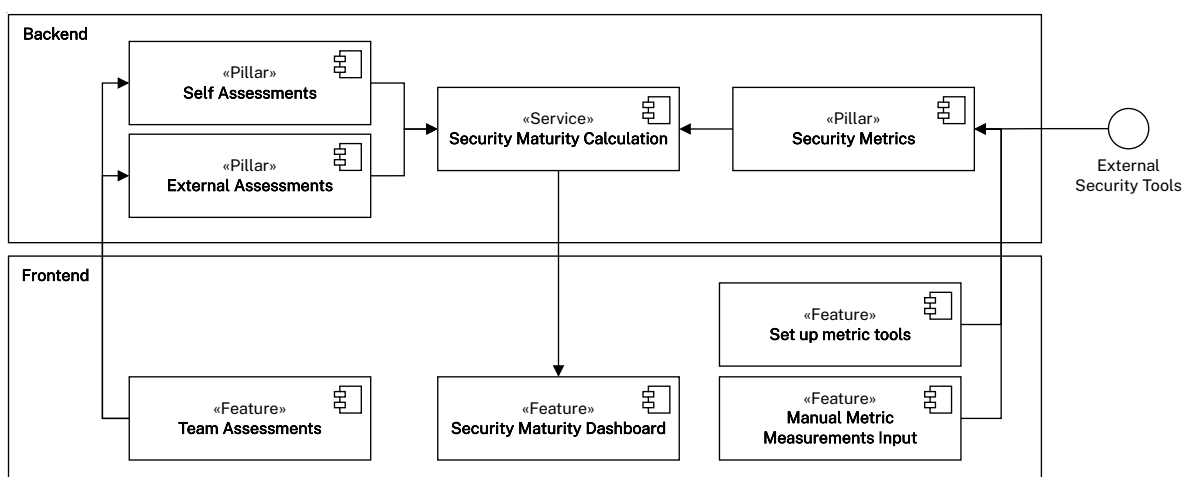 Backend
«Pillar»
Self Assessments
«Pillar»
External Assessments
«Service»
Security Maturity Calculation
«Pillar»
Security Metrics
External
Security Tools
Frontend
«Feature»
Set up metric tools
«Feature»
Team Assessments
«Feature»
Security Maturity Dashboard
«Feature»
Manual Metric
Measurements Input